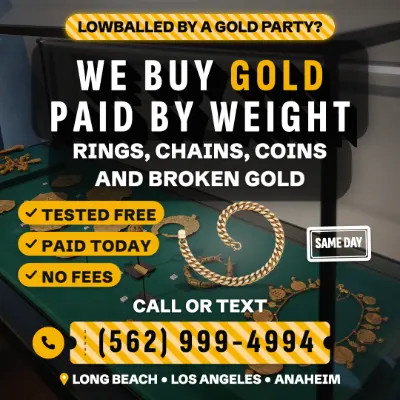 LOWBALLED BY A GOLD PARTY?
WE BUY GOLD
PAID BY WEIGHT
RINGS, CHAINS, COINS
AND BROKEN GOLD
TESTED FREE
PAID TODAY
NO FEES
SAME DAY
CALL OR TEXT
(562) 999-4994
LONG BEACH • LOS ANGELES • ANAHEIM